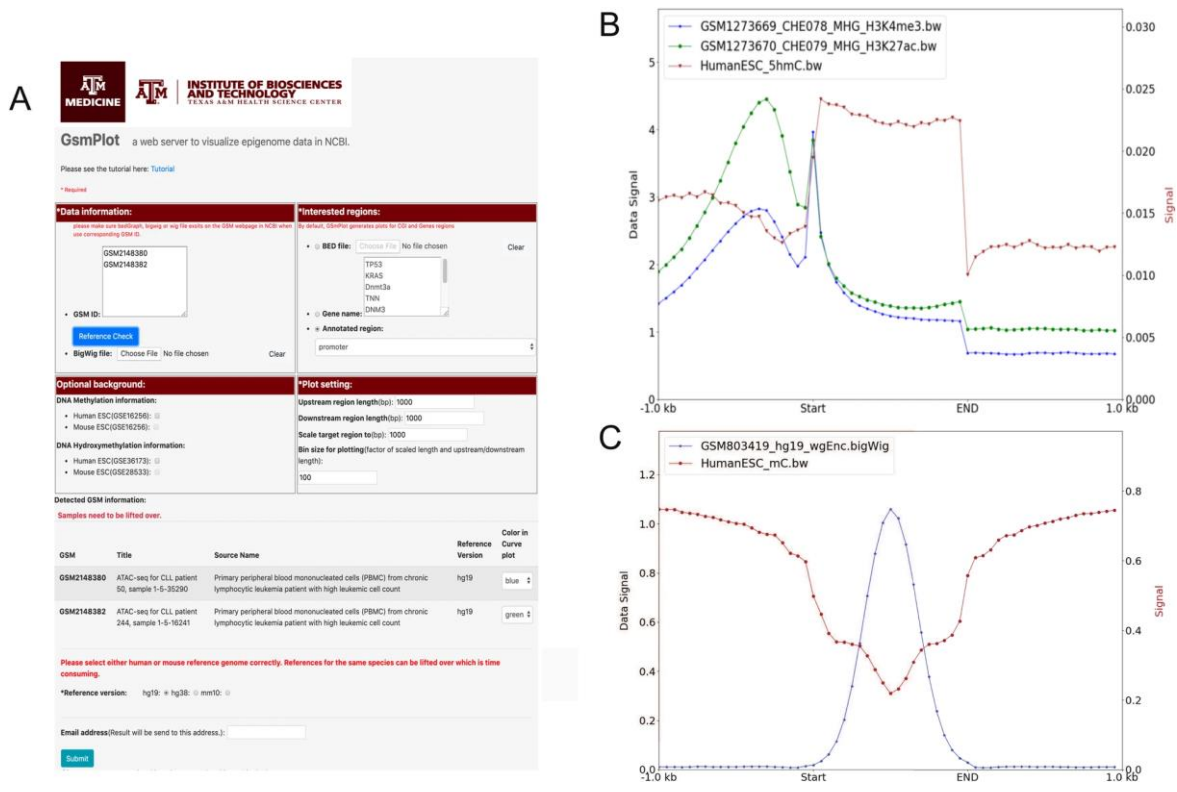 A
ĀM
MEDICINE
ĀM
INSTITUTE OF BIOSCIENCES
AND TECHNOLOGY
TEXAS A&M HEALTH SCIENCE CENTER
GsmPlot a web server to visualize epigenome data in NCBI.
Please see the tutorial here: Tutorial
* Required
*Data information:
please make sure bedGraph, bigwig or wig file exists on the GSM webpage in NCBI when
use corresponding GSM ID.
GSM2148380
GSM2148382
• GSM ID:
Reference Check
• BigWig file: Choose File No file chosen Clear
*Interested regions:
By default, GSmPlot generates plots for CGI and Genes regions
• BED file: Choose File No file chosen Clear
TP53
KRAS
Dnmt3a
TNN
DNM3
• Gene name:
• Annotated region:
promoter
Optional background:
DNA Methylation information:
• Human ESC(GSE16256):
• Mouse ESC(GSE16256):
DNA Hydroxymethylation information:
• Human ESC(GSE36173):
• Mouse ESC(GSE28533):
*Plot setting:
Upstream region length(bp): 1000
Downstream region length(bp): 1000
Scale target region to(bp): 1000
Bin size for plotting(factor of scaled length and upstream/downstream
length):
100
Detected GSM information:
Samples need to be lifted over.
GSM Title Source Name Reference Version Color in Curve plot
GSM2148380 ATAC-seq for CLL patient 50, sample 1-5-35290 Primary peripheral blood mononucleated cells (PBMC) from chronic lymphocytic leukemia patient with high leukemic cell count hg19 blue
GSM2148382 ATAC-seq for CLL patient 244, sample 1-5-16241 Primary peripheral blood mononucleated cells (PBMC) from chronic lymphocytic leukemia patient with high leukemic cell count hg19 green
Please select either human or mouse reference genome correctly. References for the same species can be lifted over which is time
consuming.
*Reference version: hg19: hg38: mm10:
Email address(Result will be send to this address.):
Submit
B
GSM1273669_CHE078_MHG_H3K4me3.bw
GSM1273670_CHE079_MHG_H3K27ac.bw
HumanESC_5hmC.bw
Data Signal
5
4
3
2
1
0
Signal
0.030
0.025
0.020
0.015
0.010
0.005
0.000
-1.0 kb Start END 1.0 kb
C
GSM803419_hg19_wgEnc.bigWig
HumanESC_mC.bw
Data Signal
1.2
1.0
0.8
0.6
0.4
0.2
0.0
Signal
0.8
0.6
0.4
0.2
0.0
-1.0 kb Start END 1.0 kb